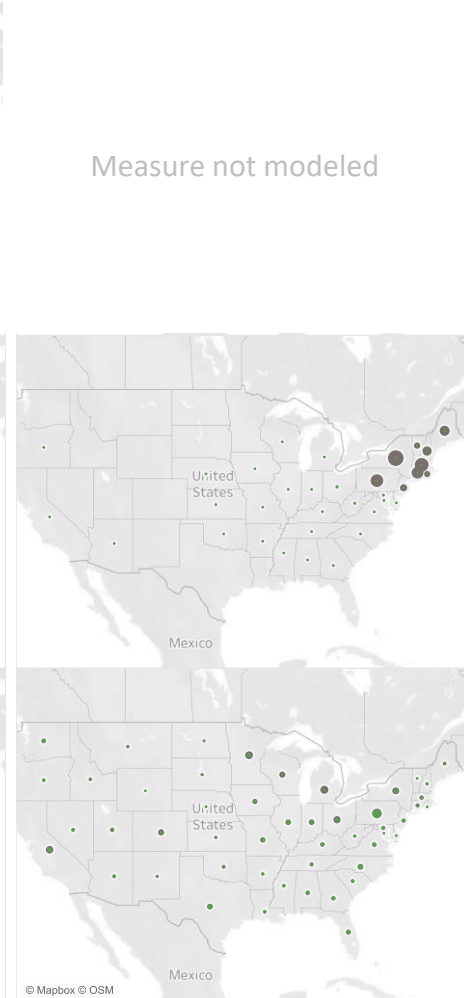 Measure not modeled
United
States
Mexico
United
States
Mexico
© Mapbox © OSM